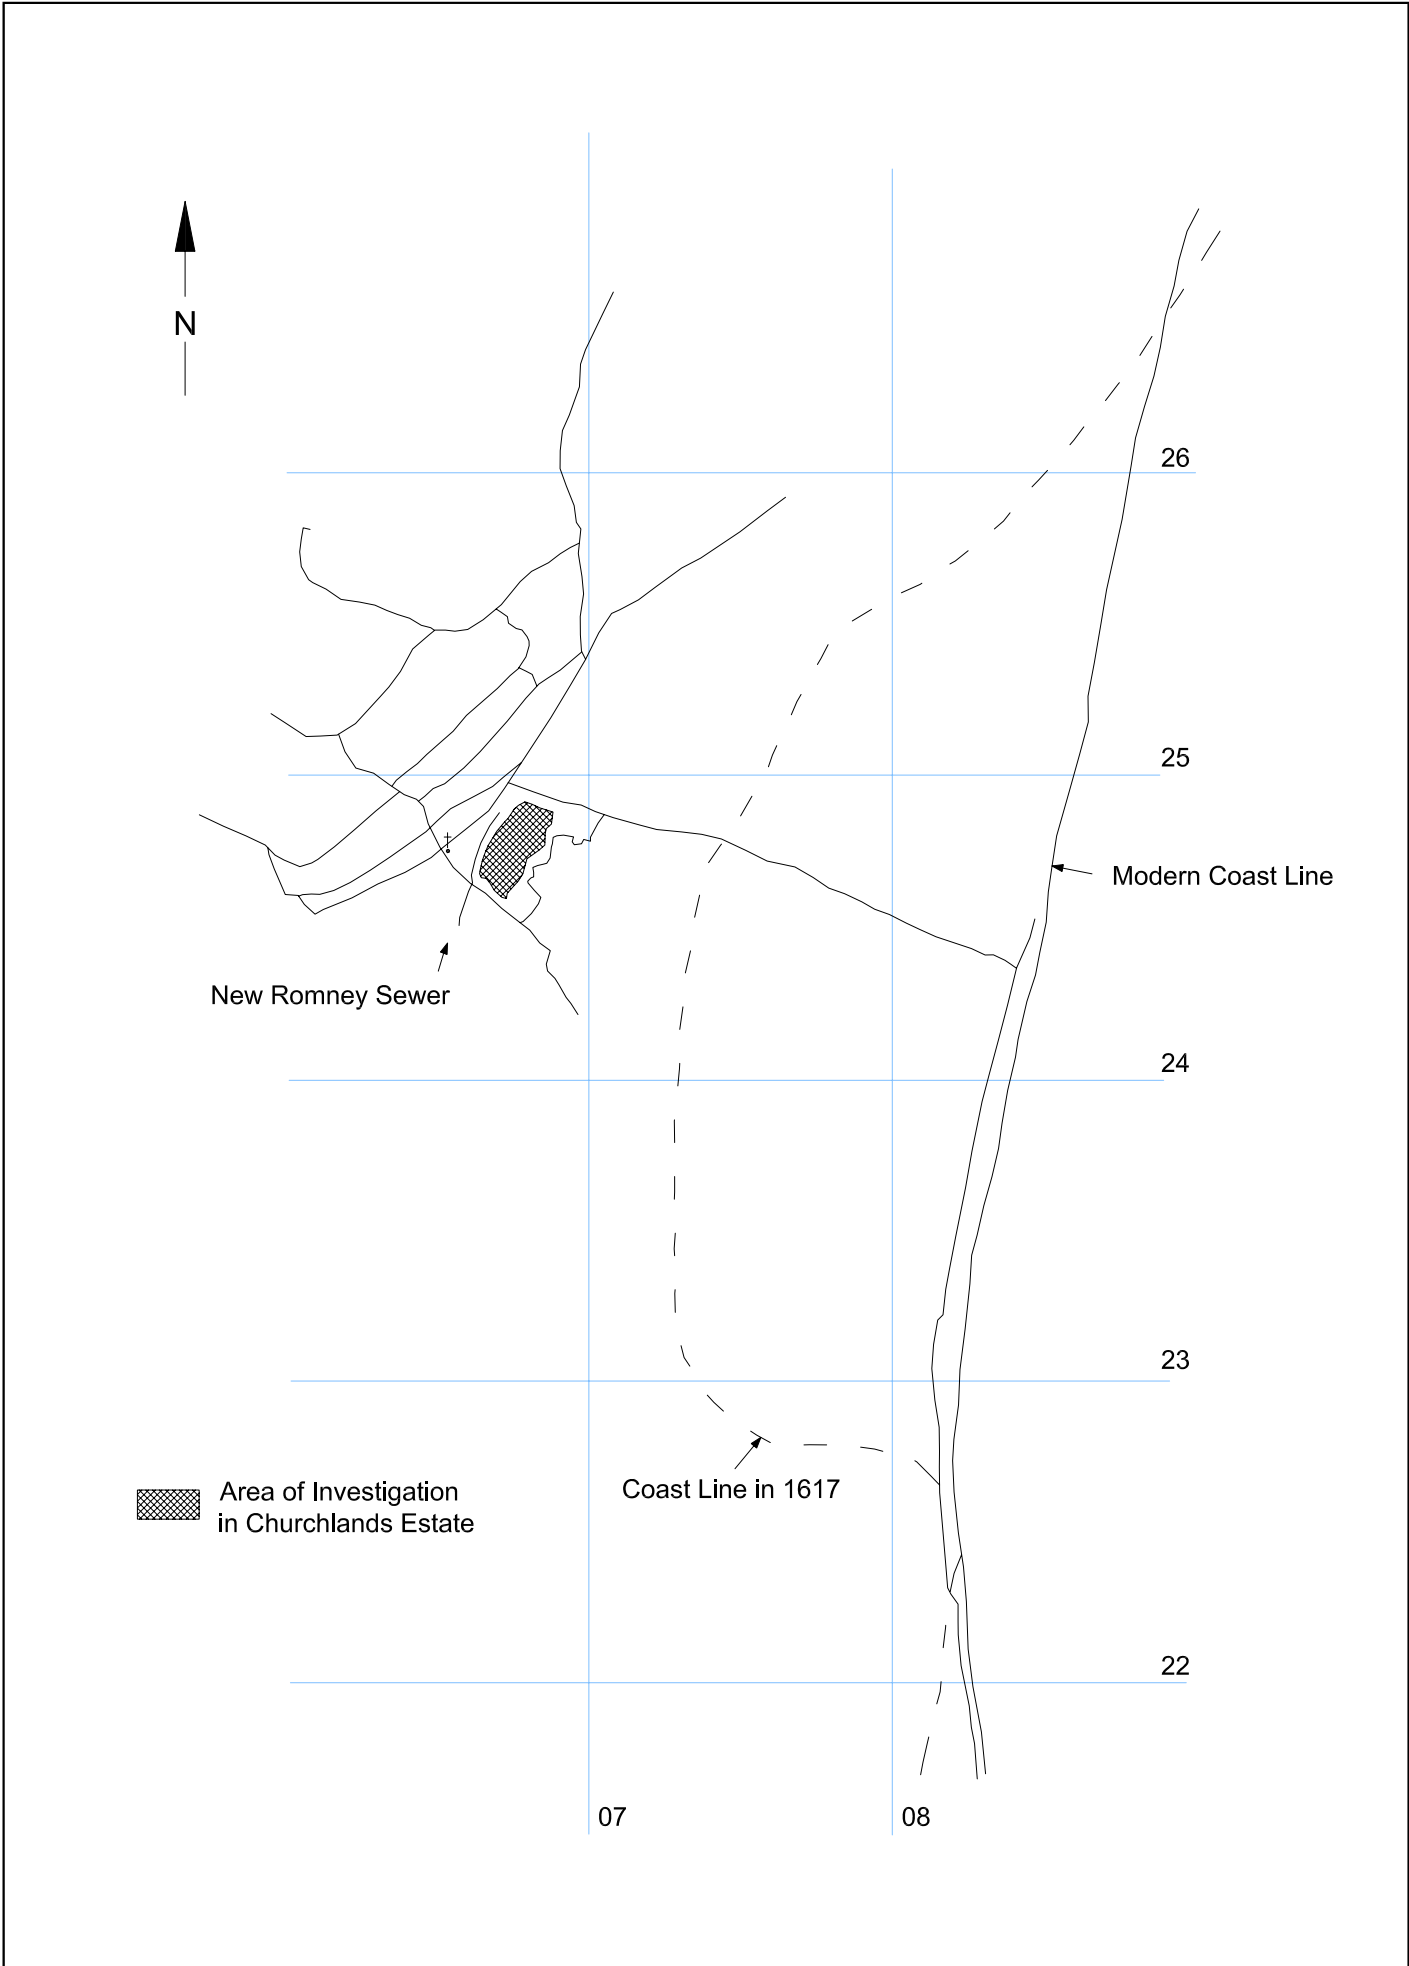 N
26
25
Modern Coast Line
New Romney Sewer
24
23
Area of Investigation
in Churchlands Estate
Coast Line in 1617
22
07
08